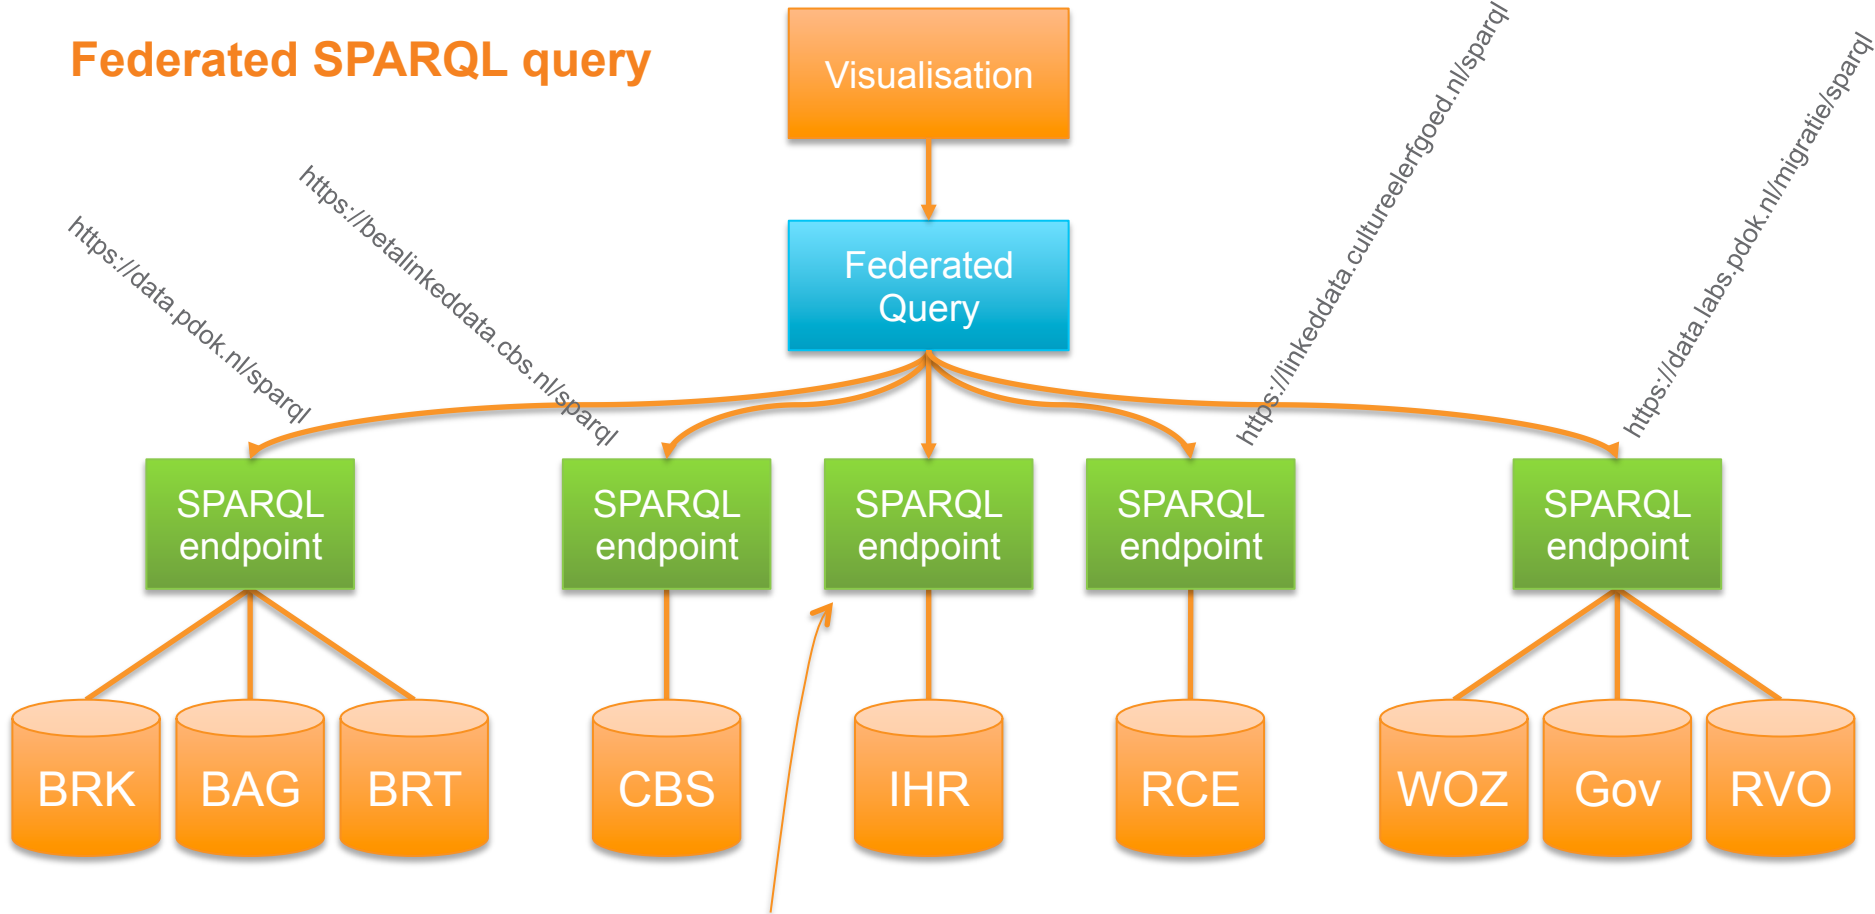 Federated SPARQL query
Visualisation
Federated
Query
https://data.pdok.nl/sparql
https://betalinkeddata.cbs.nl/sparql
https://linkeddata.cultureelerfgoed.nl/sparql
https://data.labs.pdok.nl/migratie/sparql
SPARQL
endpoint
SPARQL
endpoint
SPARQL
endpoint
SPARQL
endpoint
SPARQL
endpoint
BRK
BAG
BRT
CBS
IHR
RCE
WOZ
Gov
RVO